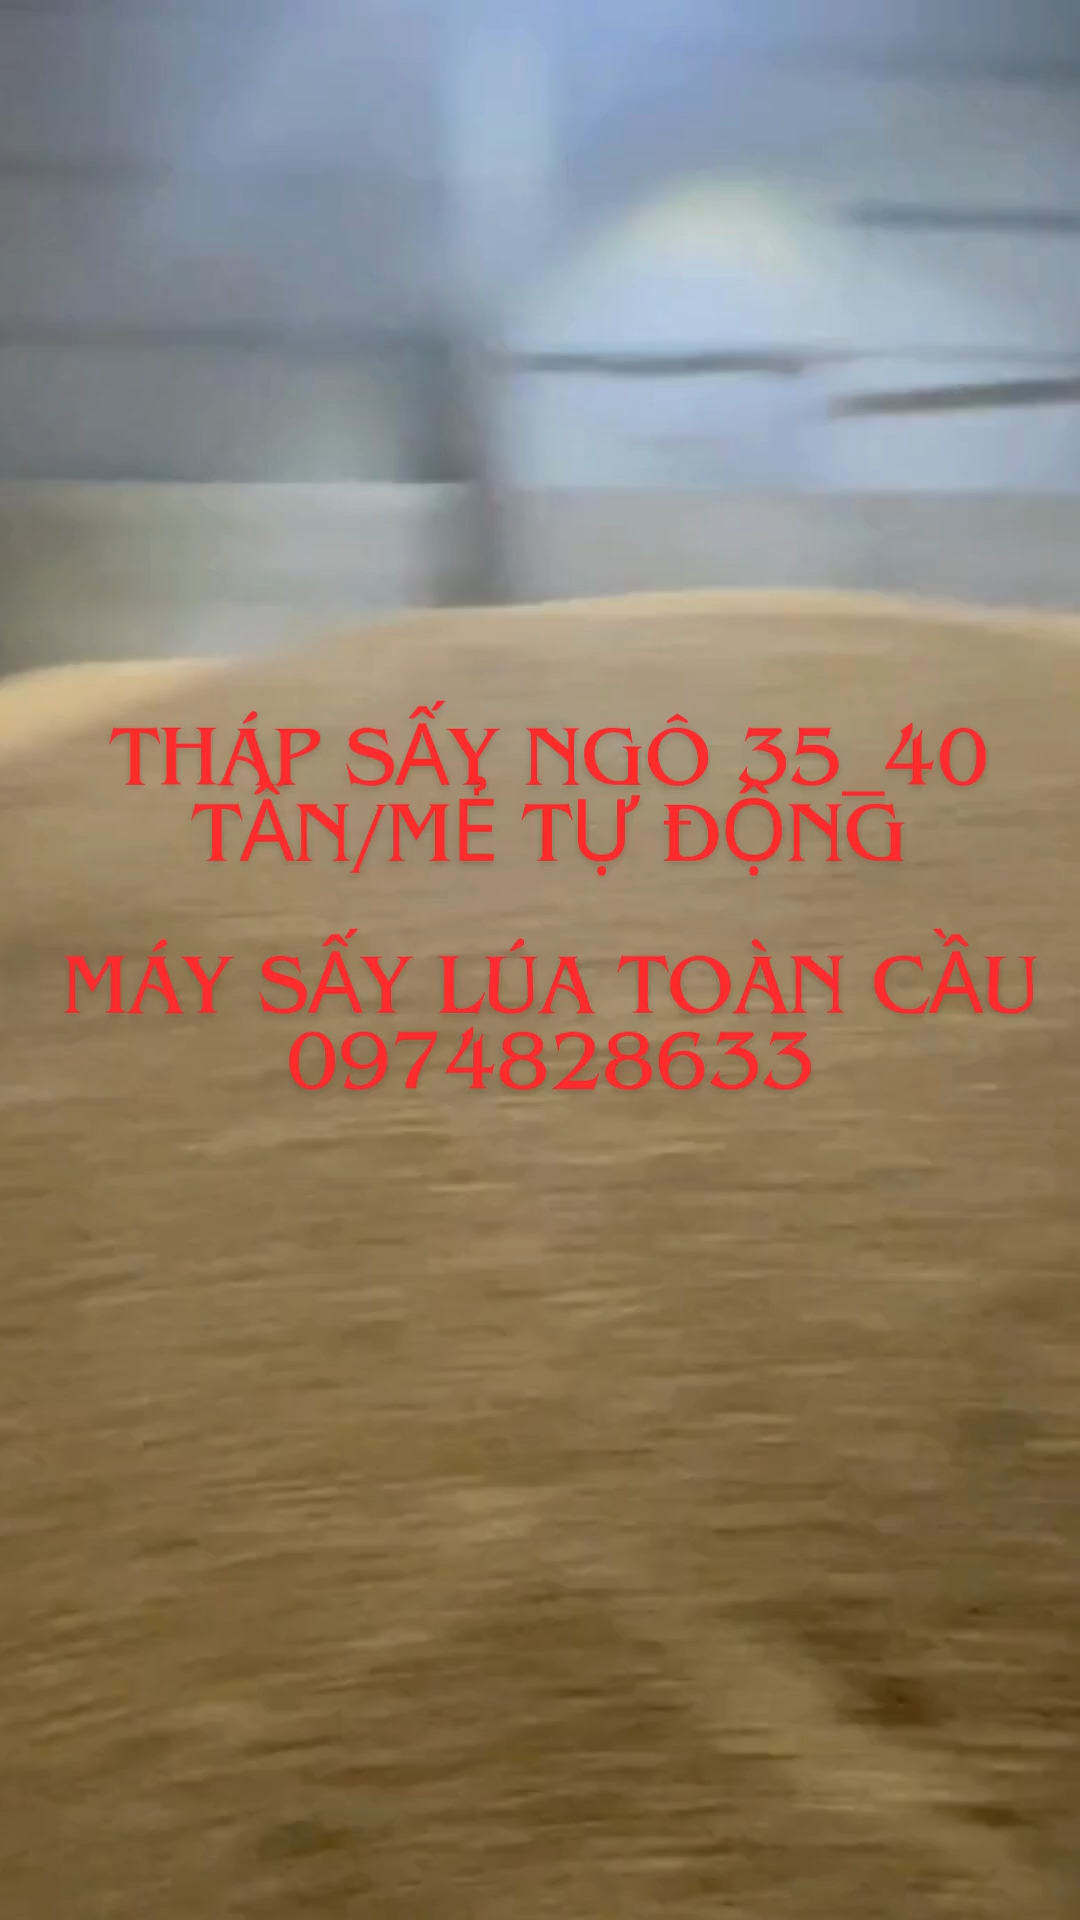 THÁP SẤY NGÔ 35_40
TẤN/MẺ TỰ ĐỘNG
MÁY SẤY LÚA TOÀN CẦU
0974828633